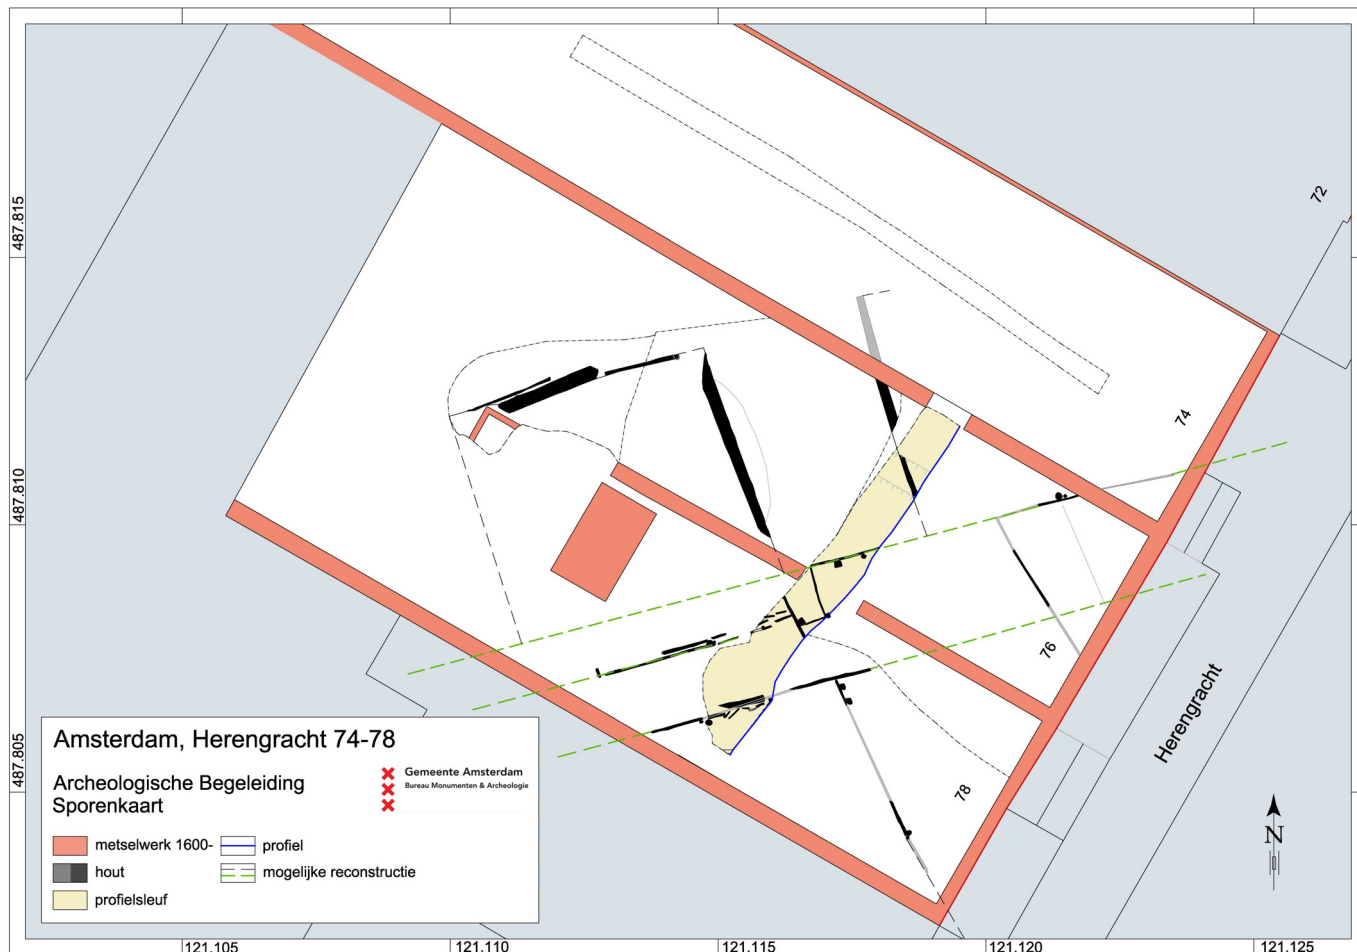 72
487.815
74
487.810
76
Herengracht
487.805
78
N
Amsterdam, Herengracht 74-78
Archeologische Begeleiding
Sporenkaart
Gemeente Amsterdam
Bureau Monumenten & Archeologie
metselwerk 1600-
profiel
hout
mogelijke reconstructie
profielsleuf
121.105
121.110
121.115
121.120
121.125